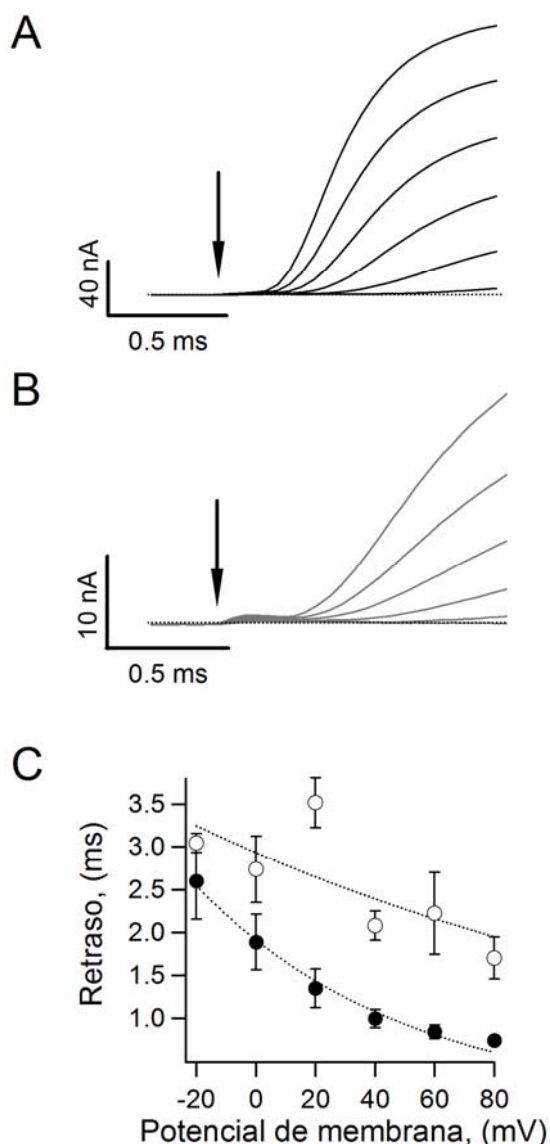 A
40 nA
0.5 ms
B
10 nA
0.5 ms
C
Retraso, (ms)
3.5
3.0
2.5
2.0
1.5
1.0
-20 0 20 40 60 80
Potencial de membrana, (mV)